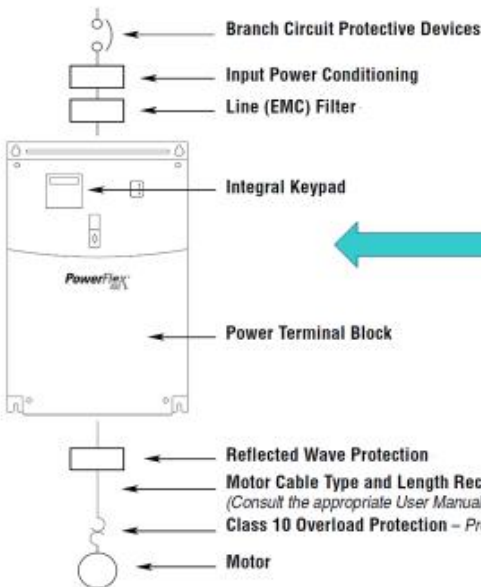 Branch Circuit Protective Devices
Input Power Conditioning
Line (EMC) Filter
Integral Keypad
PowerFlex
Power Terminal Block
Reflected Wave Protection
Motor Cable Type and Length Rec
(Consult the appropriate User Manual
Class 10 Overload Protection – Pr
Motor